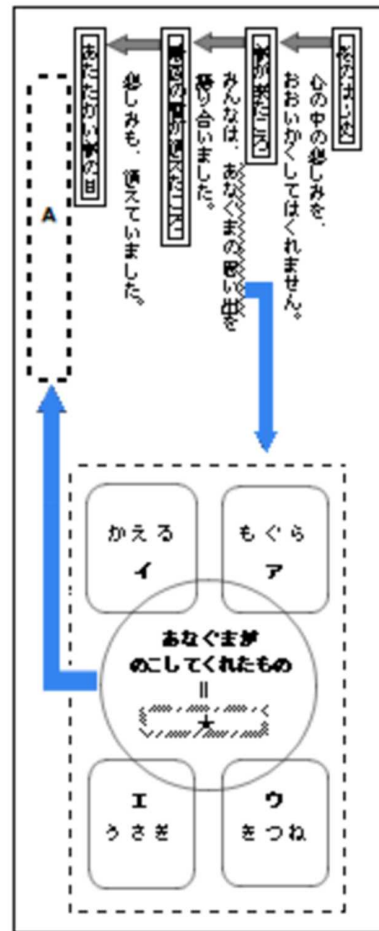 冬のはじめ
心の中の悲しみを、
おおいかくしてはくれません。
春が来たころ
みんなは、あなぐまの思い出を
語り合いました。
最後の雪が消えたころ
悲しみも、消えていました。
あたたかい春の日
A
もぐら
ア
かえる
イ
あなぐまが
のこしてくれたもの
＝
★
ウ
きつね
エ
うさぎ